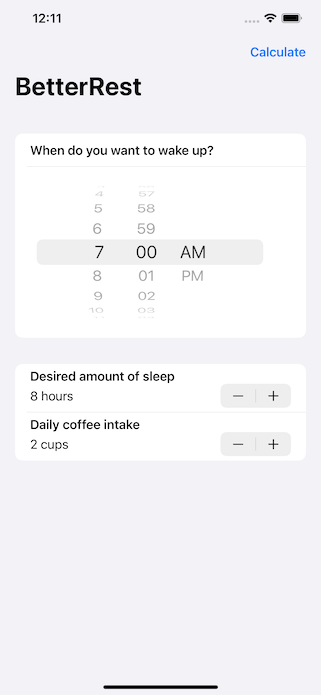 12:11
Calculate
BetterRest
When do you want to wake up?
4 57
5 58
6 59
7 00 AM
8 01 PM
9 02
10 03
Desired amount of sleep
8 hours
Daily coffee intake
2 cups